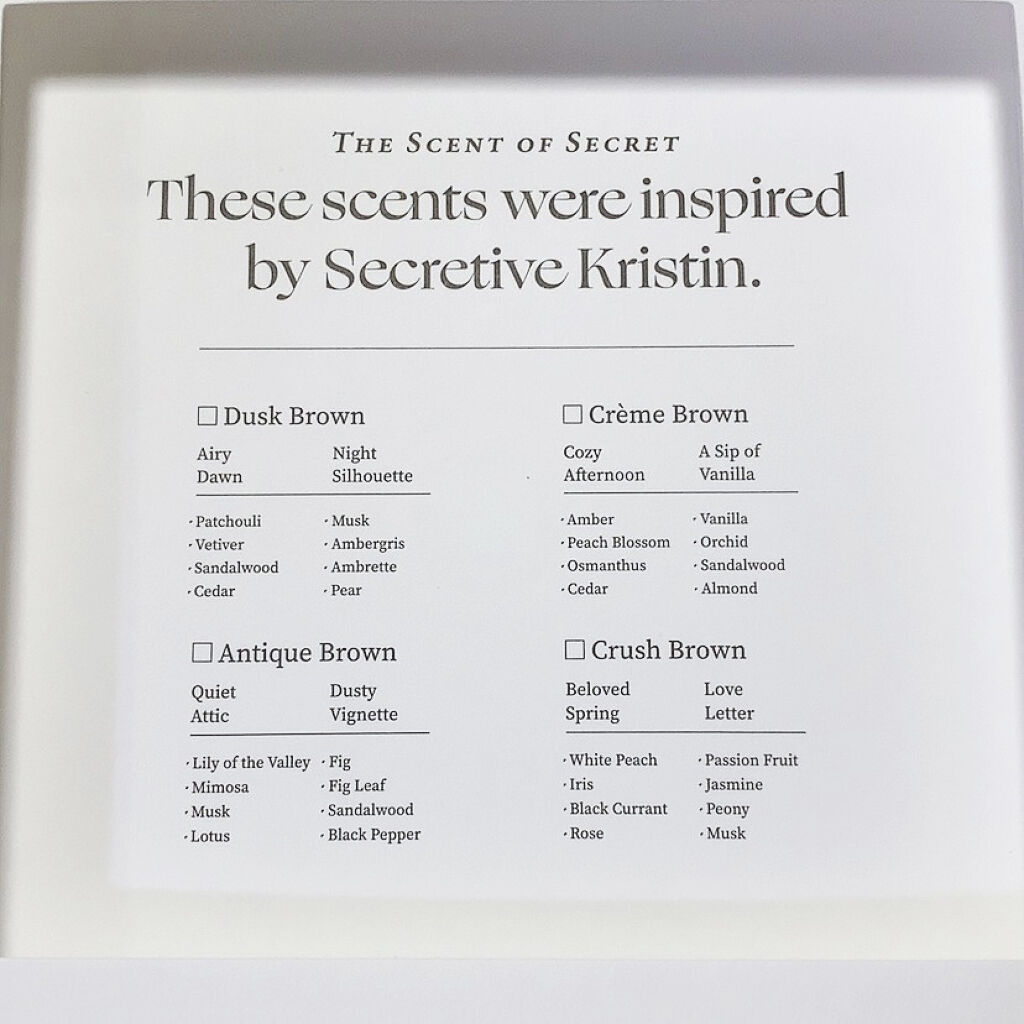 THE SCENT OF SECRET
These scents were inspired
by Secretive Kristin.
Dusk Brown
Airy Dawn
Night Silhouette
· Patchouli
· Vetiver
· Sandalwood
· Cedar
· Musk
· Ambergris
· Ambrette
· Pear
Crème Brown
Cozy Afternoon
A Sip of Vanilla
· Amber
· Peach Blossom
· Osmanthus
· Cedar
· Vanilla
· Orchid
· Sandalwood
· Almond
Antique Brown
Quiet Attic
Dusty Vignette
· Lily of the Valley
· Mimosa
· Musk
· Lotus
· Fig
· Fig Leaf
· Sandalwood
· Black Pepper
Crush Brown
Beloved Spring
Love Letter
· White Peach
· Iris
· Black Currant
· Rose
· Passion Fruit
· Jasmine
· Peony
· Musk